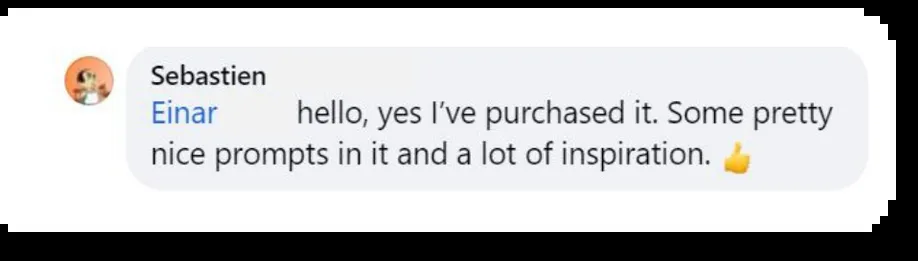 Sebastien
Einar hello, yes I've purchased it. Some pretty
nice prompts in it and a lot of inspiration. 👍